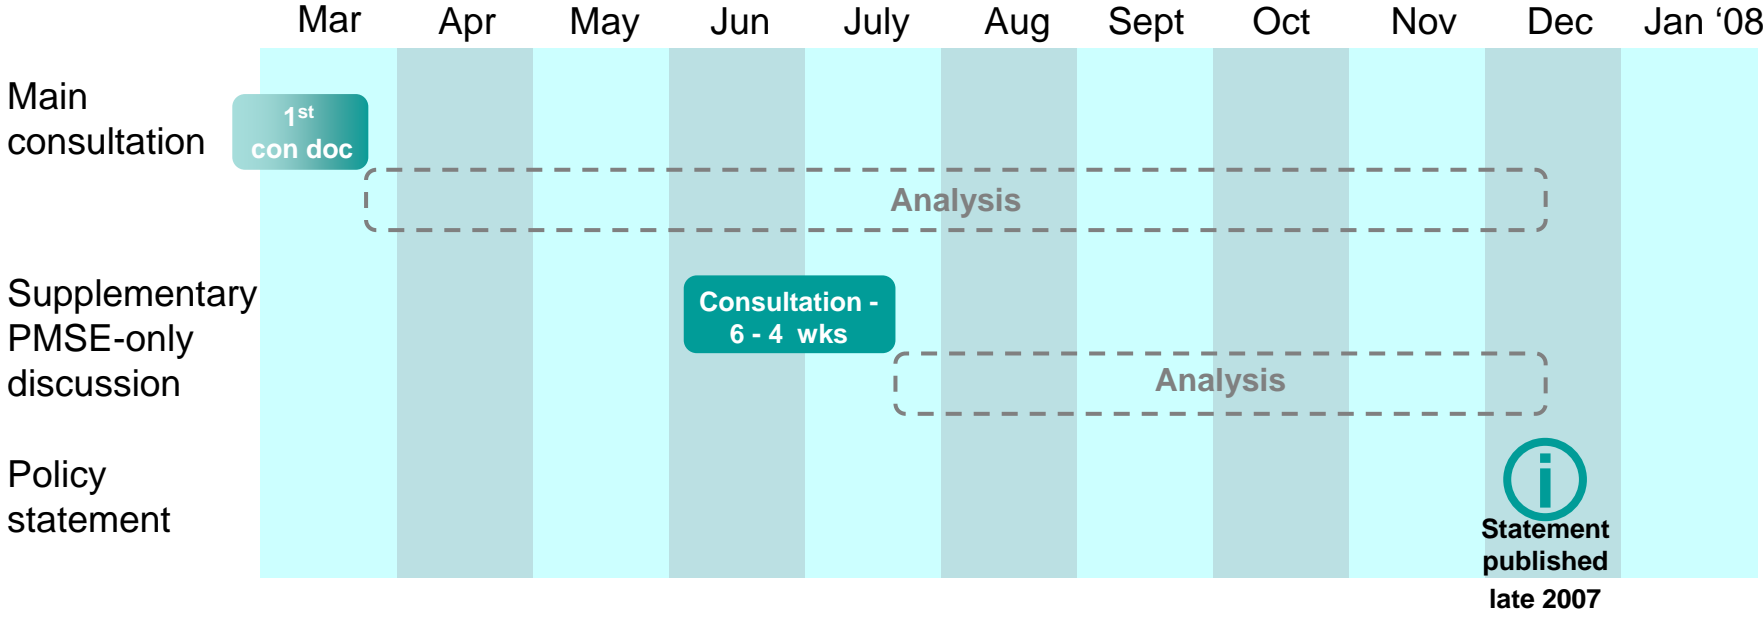 Mar Apr May Jun July Aug Sept Oct Nov Dec Jan ‘08
Main
consultation
1st
con doc
Analysis
Supplementary
PMSE-only
discussion
Consultation -
6 - 4 wks
Analysis
Policy
statement
i
Statement
published
late 2007